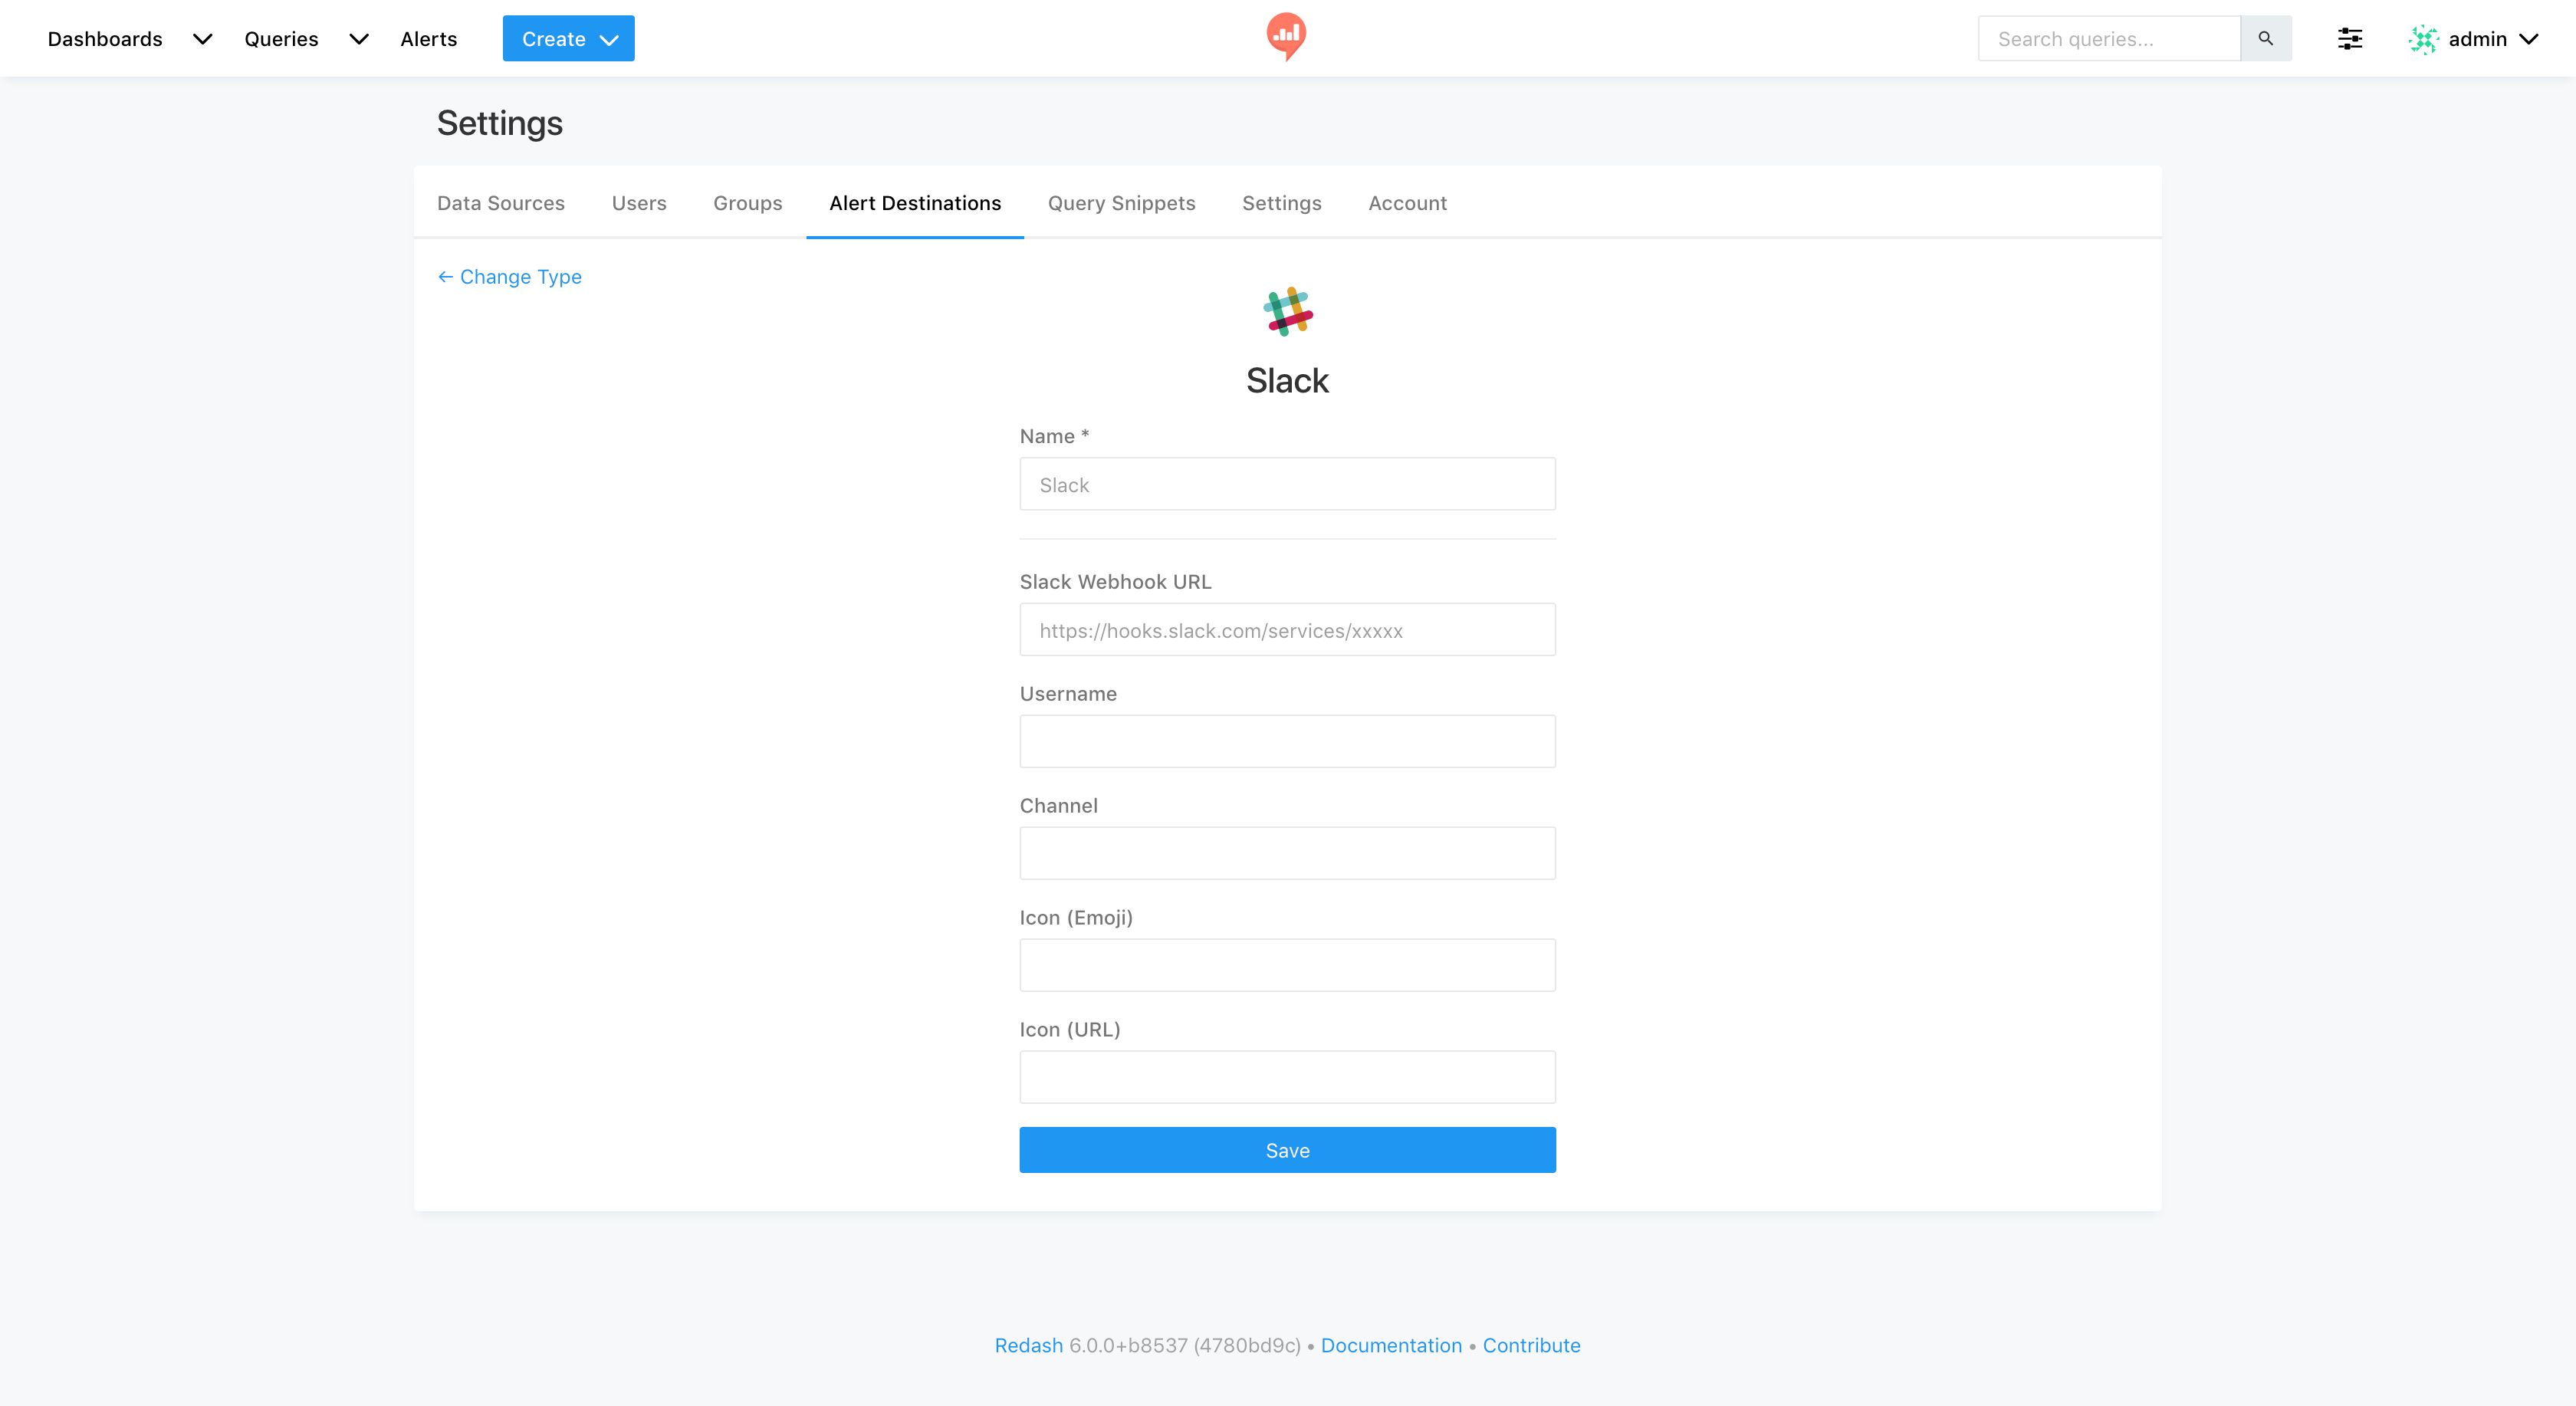 Dashboards Queries Alerts Create Search queries... admin
Settings
Data Sources Users Groups Alert Destinations Query Snippets Settings Account
← Change Type
Slack
Name *
Slack
Slack Webhook URL
https://hooks.slack.com/services/xxxxx
Username
Channel
Icon (Emoji)
Icon (URL)
Save
Redash 6.0.0+b8537 (4780bd9c) • Documentation • Contribute